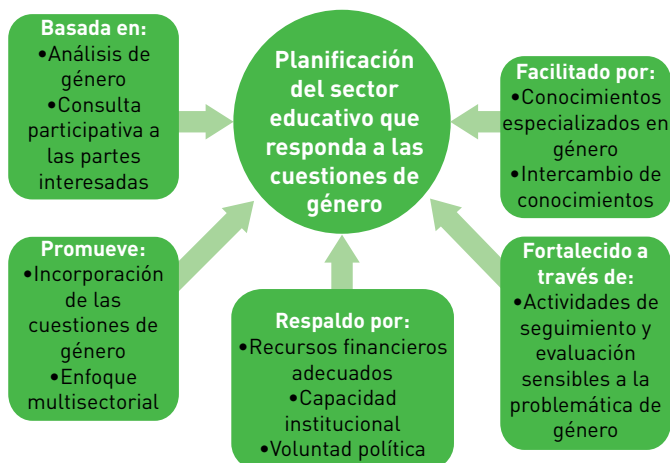 Basada en:
•Análisis de
género
•Consulta
participativa a
las partes
interesadas
Planificación
del sector
educativo que
responda a las
cuestiones de
género
Facilitado por:
•Conocimientos
especializados en
género
•Intercambio de
conocimientos
Promueve:
•Incorporación
de las
cuestiones de
género
•Enfoque
multisectorial
Respaldo por:
•Recursos financieros
adecuados
•Capacidad
institucional
•Voluntad política
Fortalecido a
través de:
•Actividades de
seguimiento y
evaluación
sensibles a la
problemática de
género